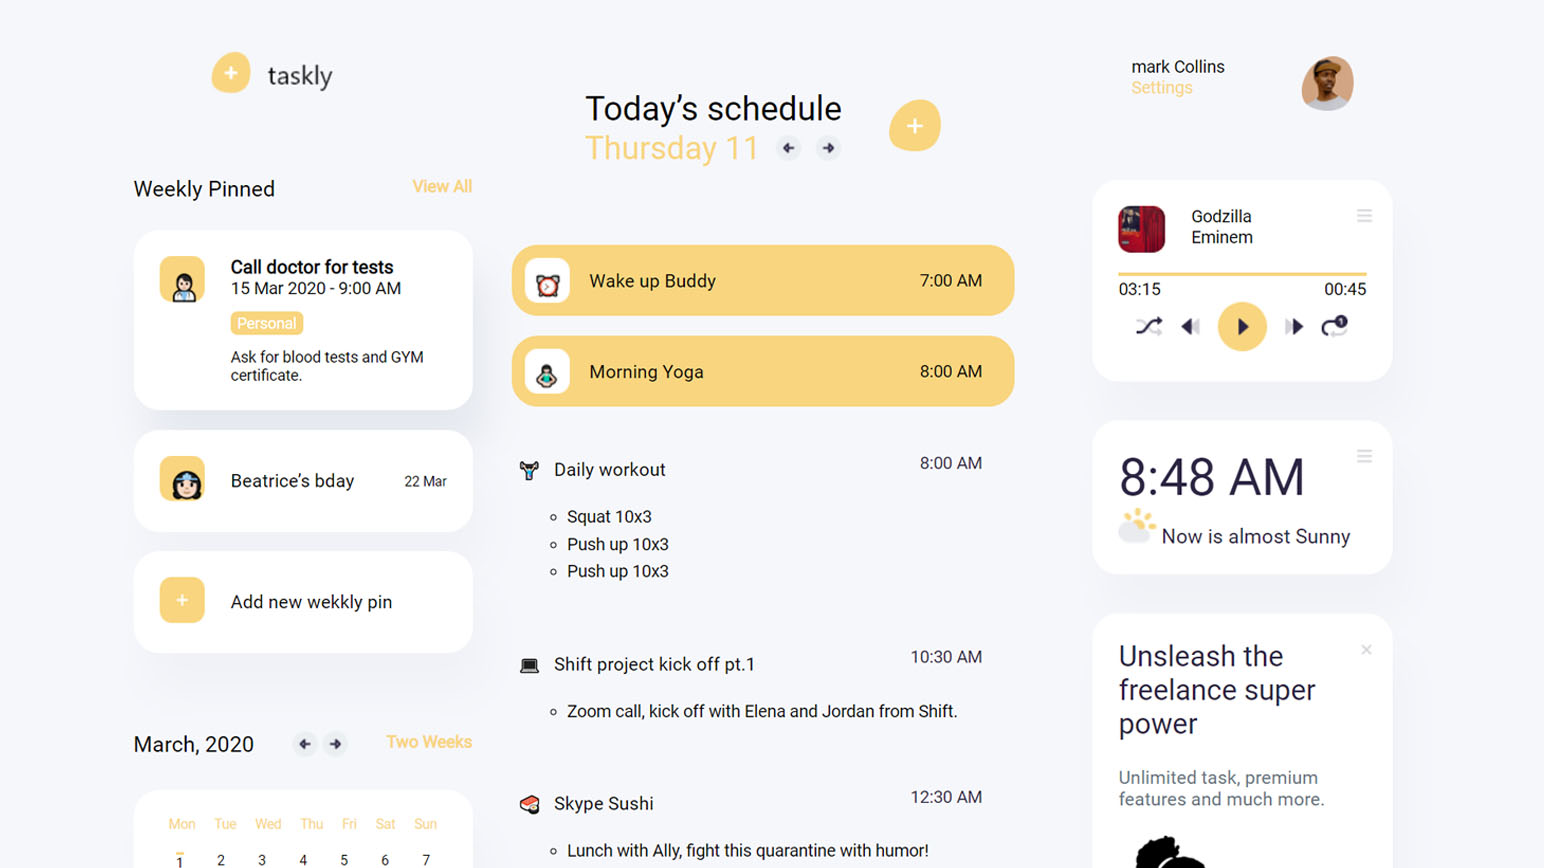 taskly
Today’s schedule
Thursday 11
mark Collins
Settings
Weekly Pinned
View All
Call doctor for tests
15 Mar 2020 - 9:00 AM
Personal
Ask for blood tests and GYM
certificate.
Beatrice’s bday
22 Mar
Add new wekkly pin
March, 2020
Two Weeks
Mon Tue Wed Thu Fri Sat Sun
1 2 3 4 5 6 7
Wake up Buddy
7:00 AM
Morning Yoga
8:00 AM
Daily workout
8:00 AM
Squat 10x3
Push up 10x3
Push up 10x3
Shift project kick off pt.1
10:30 AM
Zoom call, kick off with Elena and Jordan from Shift.
Skype Sushi
12:30 AM
Lunch with Ally, fight this quarantine with humor!
Godzilla
Eminem
03:15
00:45
1
8:48 AM
Now is almost Sunny
Unsleash the
freelance super
power
Unlimited task, premium
features and much more.